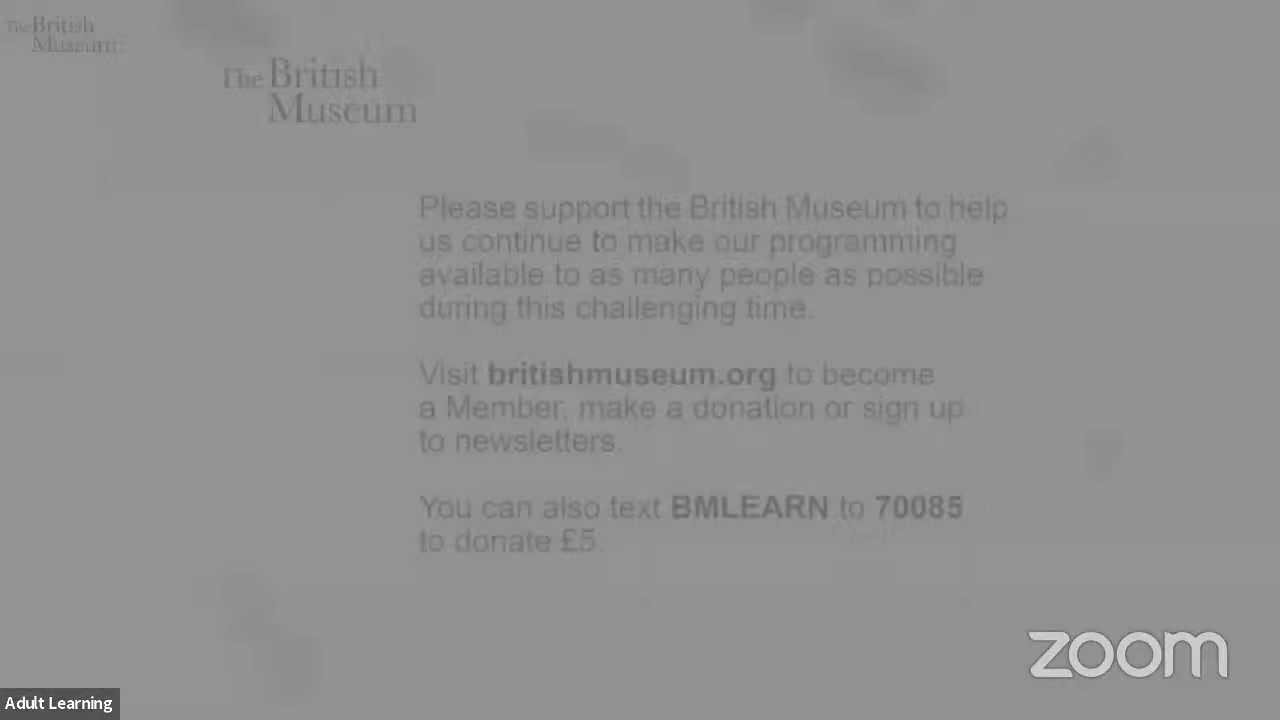 The British
Museum
The British
Museum
Please support the British Museum to help
us continue to make our programming
available to as many people as possible
during this challenging time.
Visit britishmuseum.org to become
a Member, make a donation or sign up
to newsletters.
You can also text BMLEARN to 70085
to donate £5.
zoom
Adult Learning